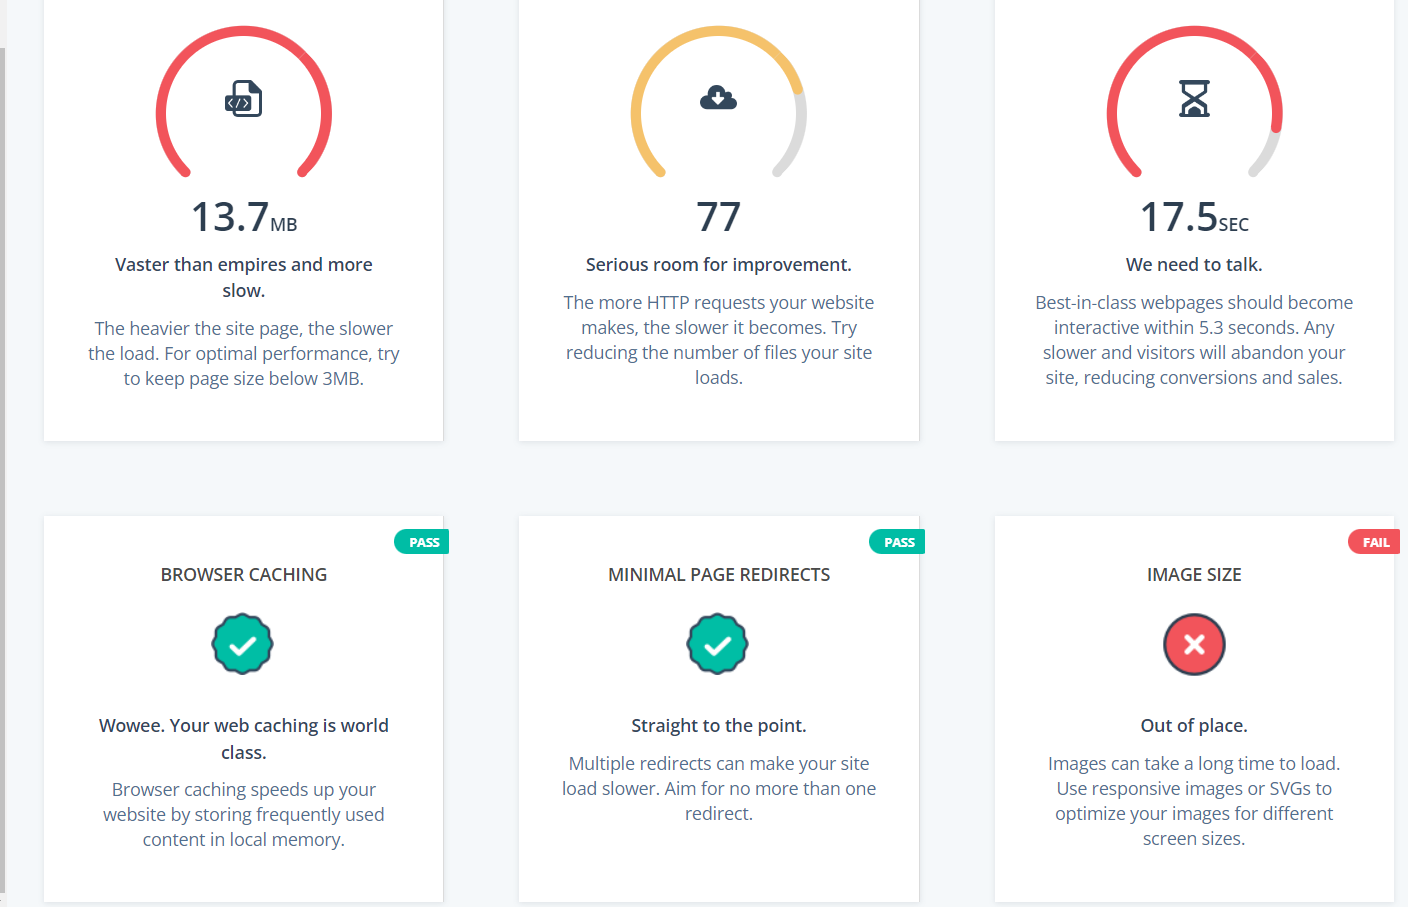 13.7MB
Vaster than empires and more
slow.
The heavier the site page, the slower
the load. For optimal performance, try
to keep page size below 3MB.
77
Serious room for improvement.
The more HTTP requests your website
makes, the slower it becomes. Try
reducing the number of files your site
loads.
17.5SEC
We need to talk.
Best-in-class webpages should become
interactive within 5.3 seconds. Any
slower and visitors will abandon your
site, reducing conversions and sales.
PASS
BROWSER CACHING
Wowee. Your web caching is world
class.
Browser caching speeds up your
website by storing frequently used
content in local memory.
PASS
MINIMAL PAGE REDIRECTS
Straight to the point.
Multiple redirects can make your site
load slower. Aim for no more than one
redirect.
FAIL
IMAGE SIZE
Out of place.
Images can take a long time to load.
Use responsive images or SVGs to
optimize your images for different
screen sizes.